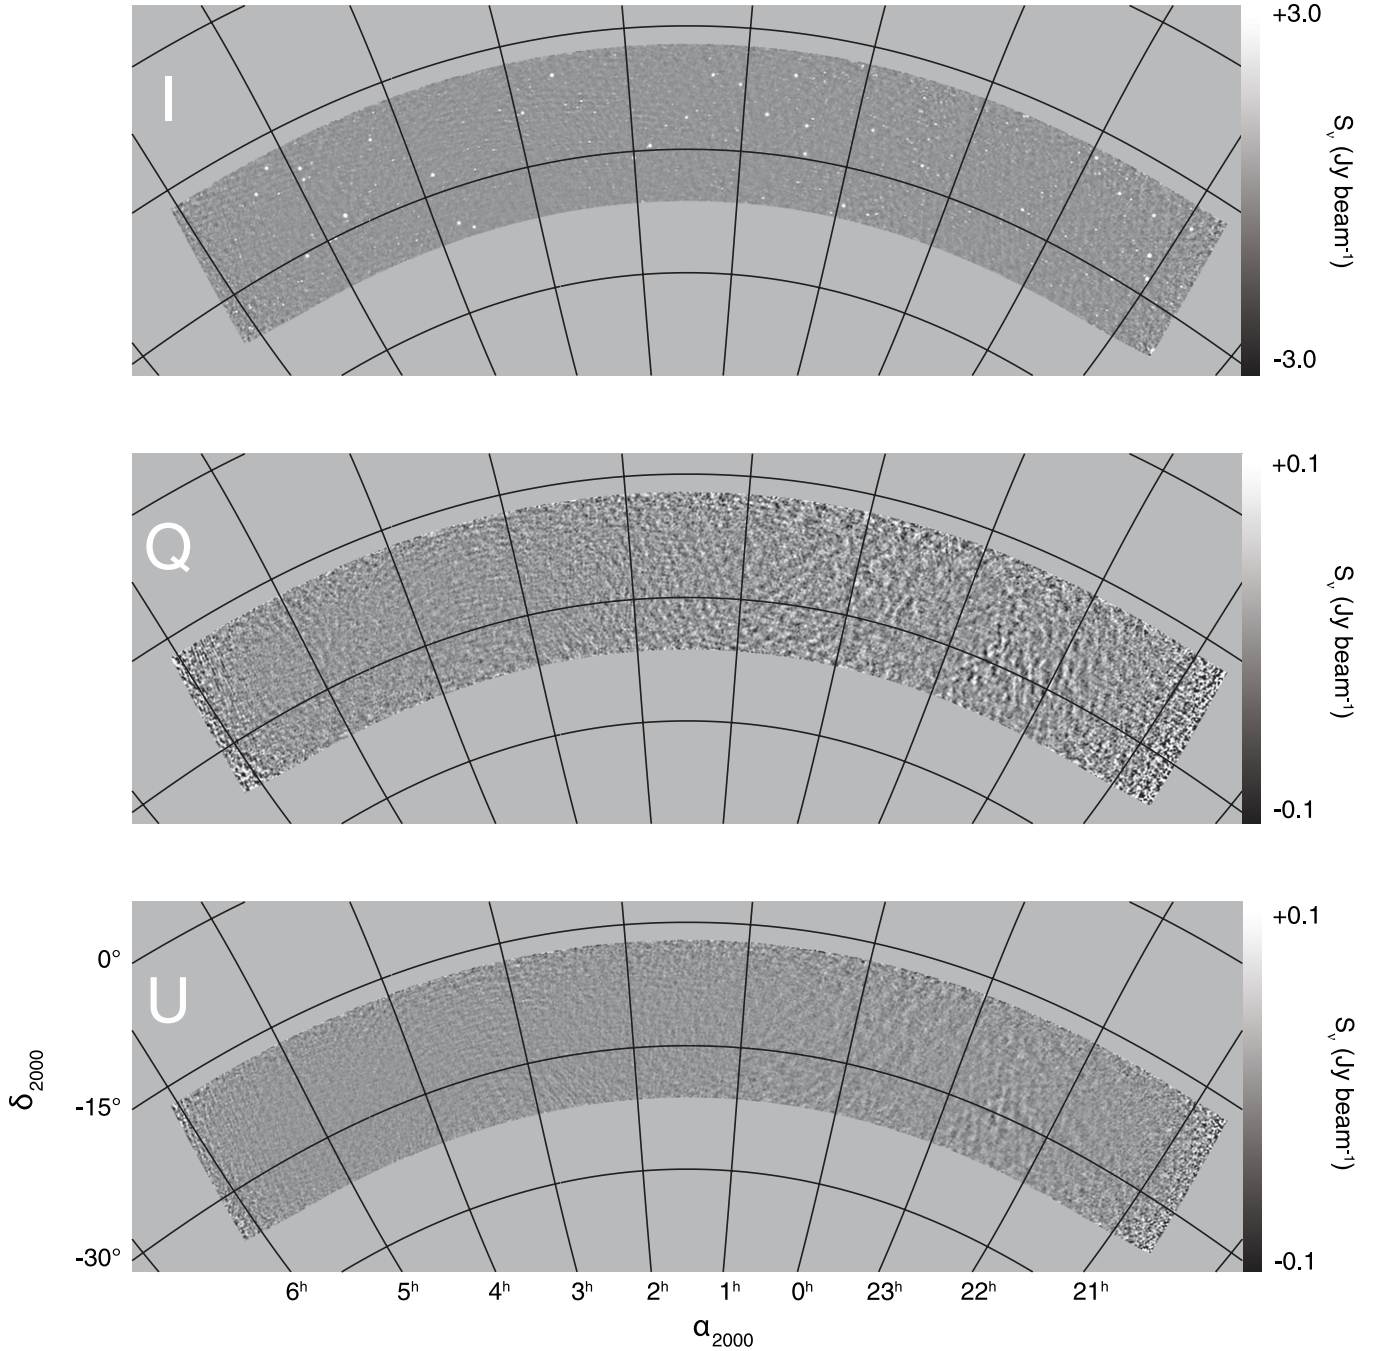 I
+3.0
Sν (Jy beam-1)
-3.0
Q
+0.1
Sν (Jy beam-1)
-0.1
U
+0.1
Sν (Jy beam-1)
-0.1
0°
-15°
-30°
δ2000
6h 5h 4h 3h 2h 1h 0h 23h 22h 21h
α2000